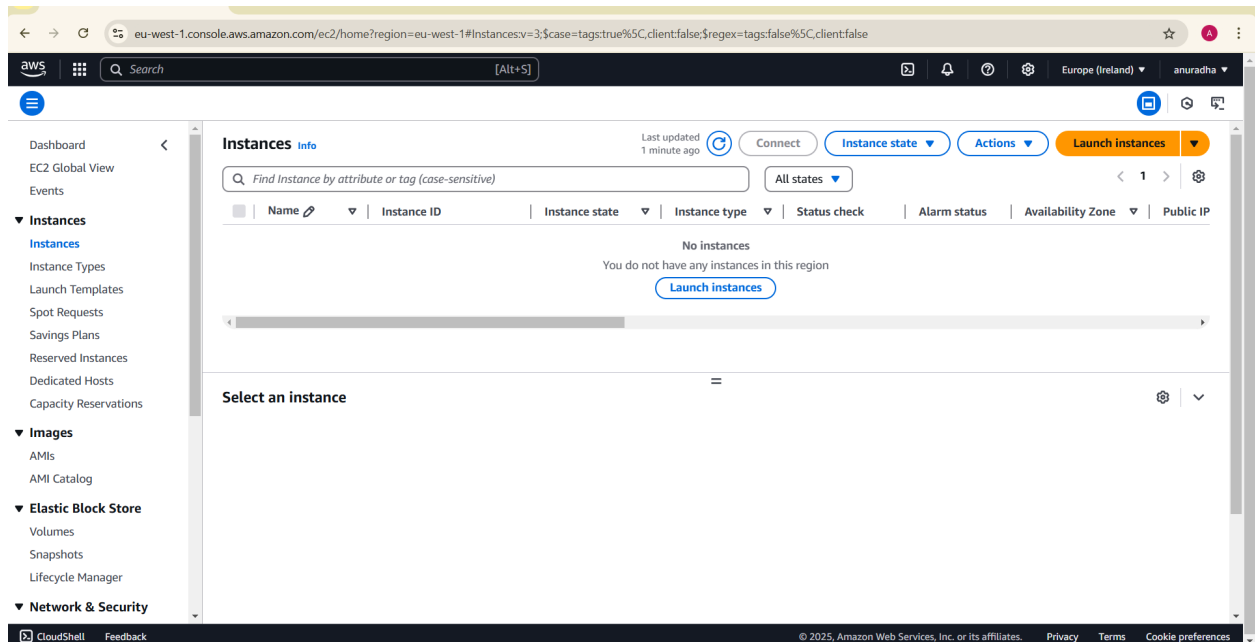 eu-west-1.console.aws.amazon.com/ec2/home?region=eu-west-1#Instances:v=3;$case=tags:true%5C,client:false;$regex=tags:false%5C,client:false
A
aws
Search
[Alt+S]
Europe (Ireland)
anuradha
Dashboard
EC2 Global View
Events
Instances
Instances
Instance Types
Launch Templates
Spot Requests
Savings Plans
Reserved Instances
Dedicated Hosts
Capacity Reservations
Images
AMIs
AMI Catalog
Elastic Block Store
Volumes
Snapshots
Lifecycle Manager
Network & Security
Instances Info
Last updated
1 minute ago
Connect
Instance state
Actions
Launch instances
Find Instance by attribute or tag (case-sensitive)
All states
1
Name Instance ID Instance state Instance type Status check Alarm status Availability Zone Public IP
No instances
You do not have any instances in this region
Launch instances
Select an instance
CloudShell Feedback © 2025, Amazon Web Services, Inc. or its affiliates. Privacy Terms Cookie preferences